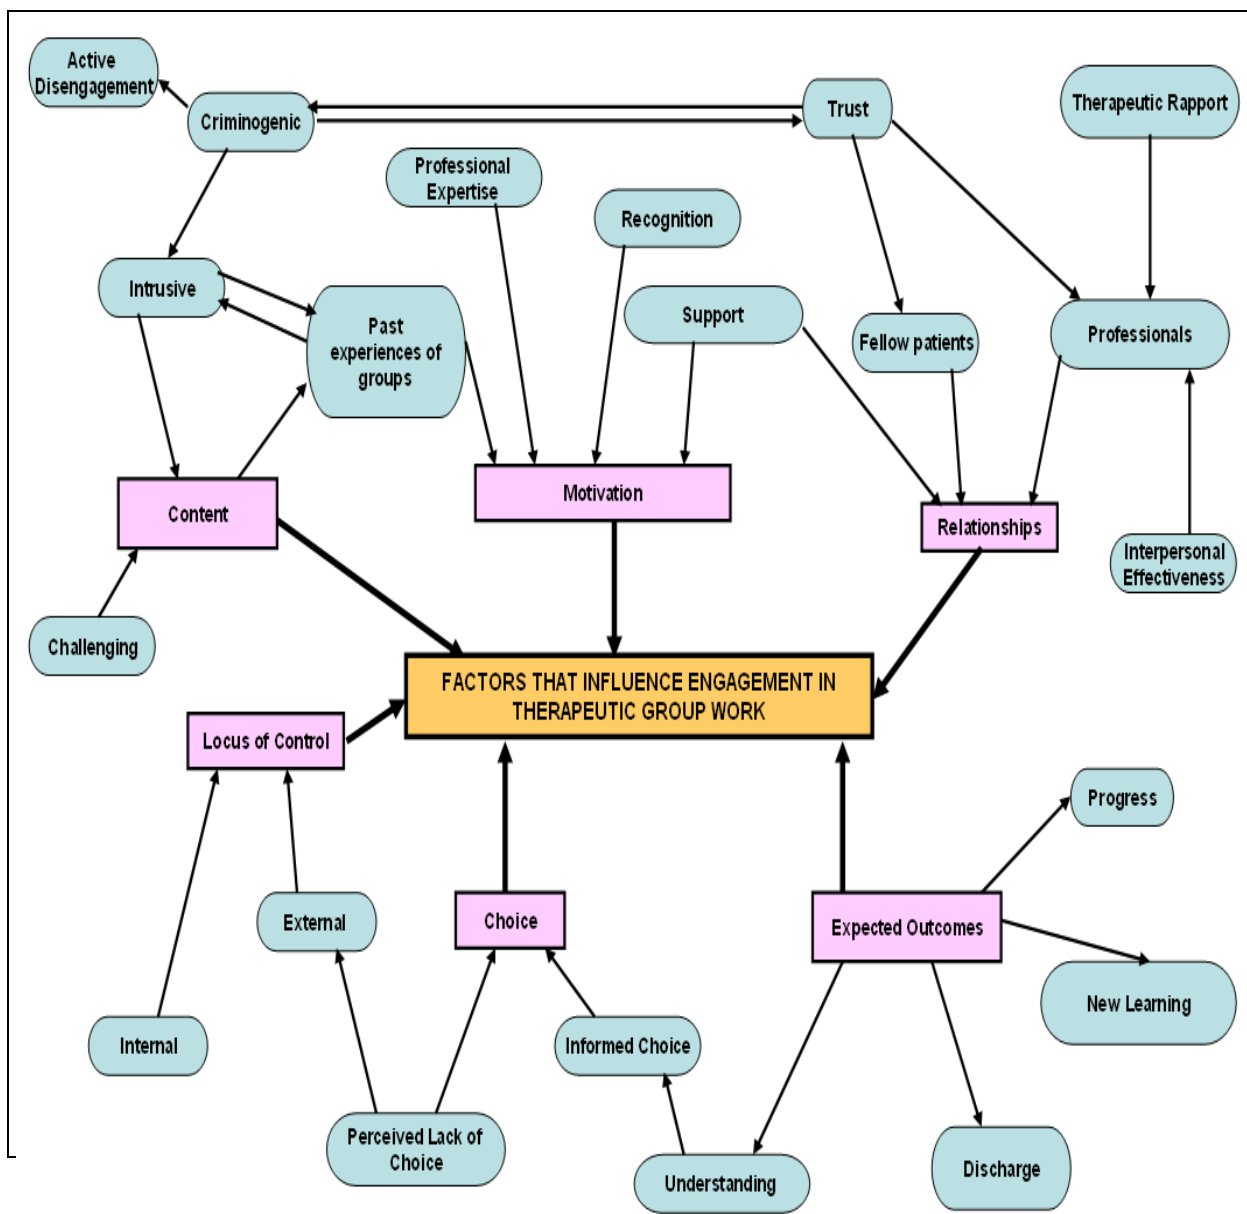 Active
Disengagement
Criminogenic
Trust
Therapeutic Rapport
Professional
Expertise
Recognition
Intrusive
Past
experiences of
groups
Support
Fellow patients
Professionals
Content
Motivation
Relationships
Interpersonal
Effectiveness
Challenging
FACTORS THAT INFLUENCE ENGAGEMENT IN
THERAPEUTIC GROUP WORK
Locus of Control
Progress
External
Choice
Expected Outcomes
New Learning
Internal
Informed Choice
Perceived Lack of
Choice
Understanding
Discharge